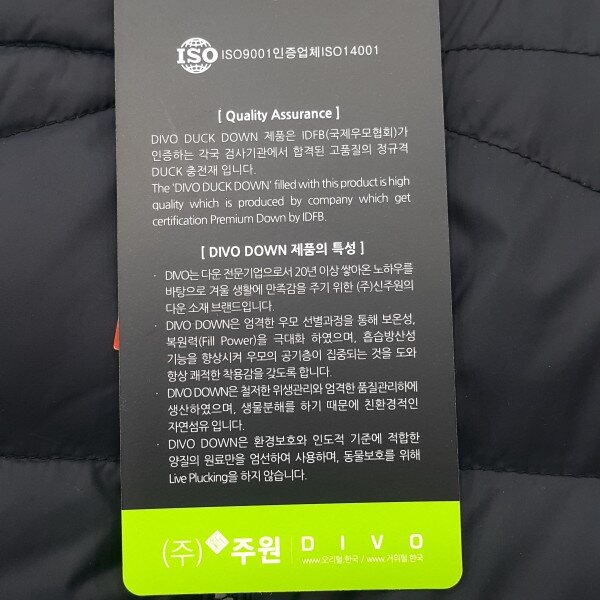 ISO ISO9001인증업체ISO14001
[ Quality Assurance ]
DIVO DUCK DOWN 제품은 IDFB(국제우모협회)가
인증하는 각국 검사기관에서 합격된 고품질의 정규격
DUCK 충전재 입니다.
The 'DIVO DUCK DOWN' filled with this product is high
quality which is produced by company which get
certification Premium Down by IDFB.
[ DIVO DOWN 제품의 특성 ]
· DIVO는 다운 전문기업으로서 20년 이상 쌓아온 노하우를
바탕으로 겨울 생활에 만족감을 주기 위한 (주)신주원의
다운 소재 브랜드입니다.
· DIVO DOWN은 엄격한 우모 선별과정을 통해 보온성,
복원력(Fill Power)을 극대화 하였으며, 흡습방산성
기능을 향상시켜 우모의 공기층이 집중되는 것을 도와
항상 쾌적한 착용감을 갖도록 합니다.
· DIVO DOWN은 철저한 위생관리와 엄격한 품질관리하에
생산하였으며, 생물분해를 하기 때문에 친환경적인
자연섬유 입니다.
· DIVO DOWN은 환경보호와 인도적 기준에 적합한
양질의 원료만을 엄선하여 사용하며, 동물보호를 위해
Live Plucking을 하지 않습니다.
(주)주원 DIVO
www.오리털.한국 / www.거위털.한국